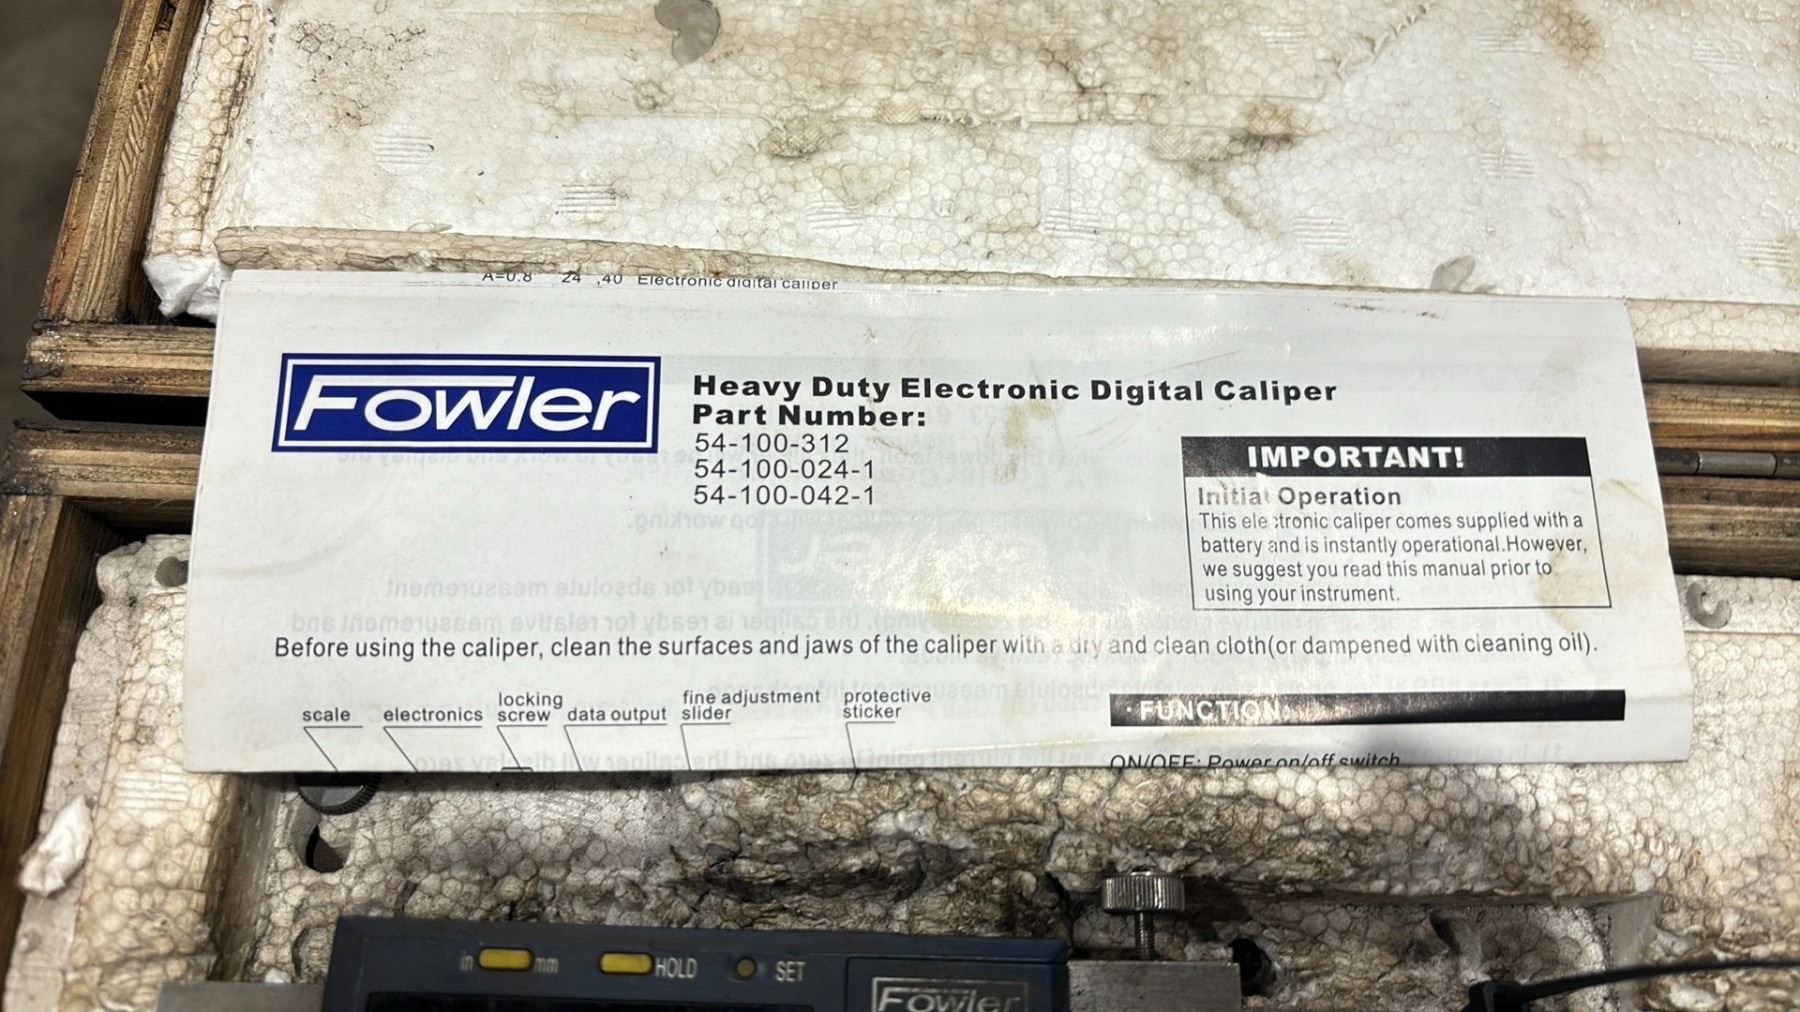 A=0.8 24 ,40 Electronic digital caliper
Fowler
Heavy Duty Electronic Digital Caliper
Part Number:
54-100-312
54-100-024-1
54-100-042-1
IMPORTANT!
Initial Operation
This electronic caliper comes supplied with a
battery and is instantly operational.However,
we suggest you read this manual prior to
using your instrument.
Before using the caliper, clean the surfaces and jaws of the caliper with a dry and clean cloth(or dampened with cleaning oil).
scale
electronics
locking
screw
data output
fine adjustment
slider
protective
sticker
· FUNCTION:
ON/OFF: Power on/off switch
in mm HOLD SET
Fowler